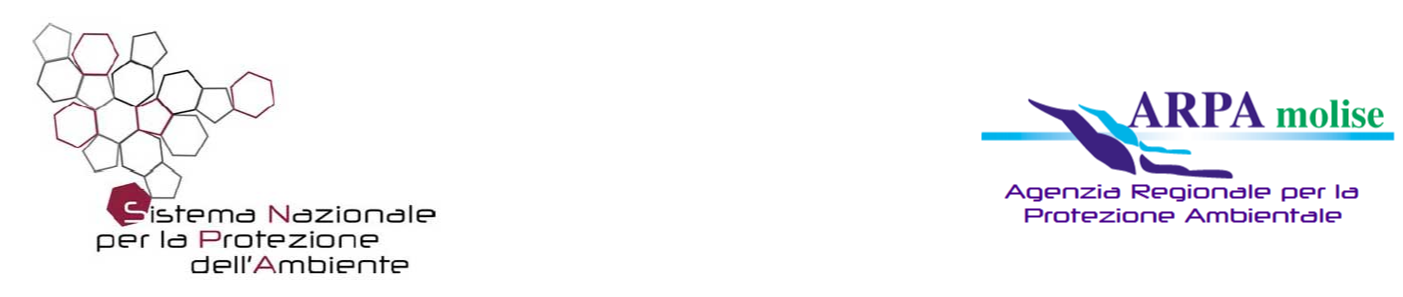 Sistema Nazionale
per la Protezione
dell'Ambiente
ARPA molise
Agenzia Regionale per la
Protezione Ambientale